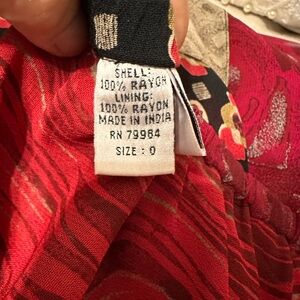 SHELL:
100% RAYON
LINING:
100% RAYON
MADE IN INDIA
RN 79984
SIZE : 0